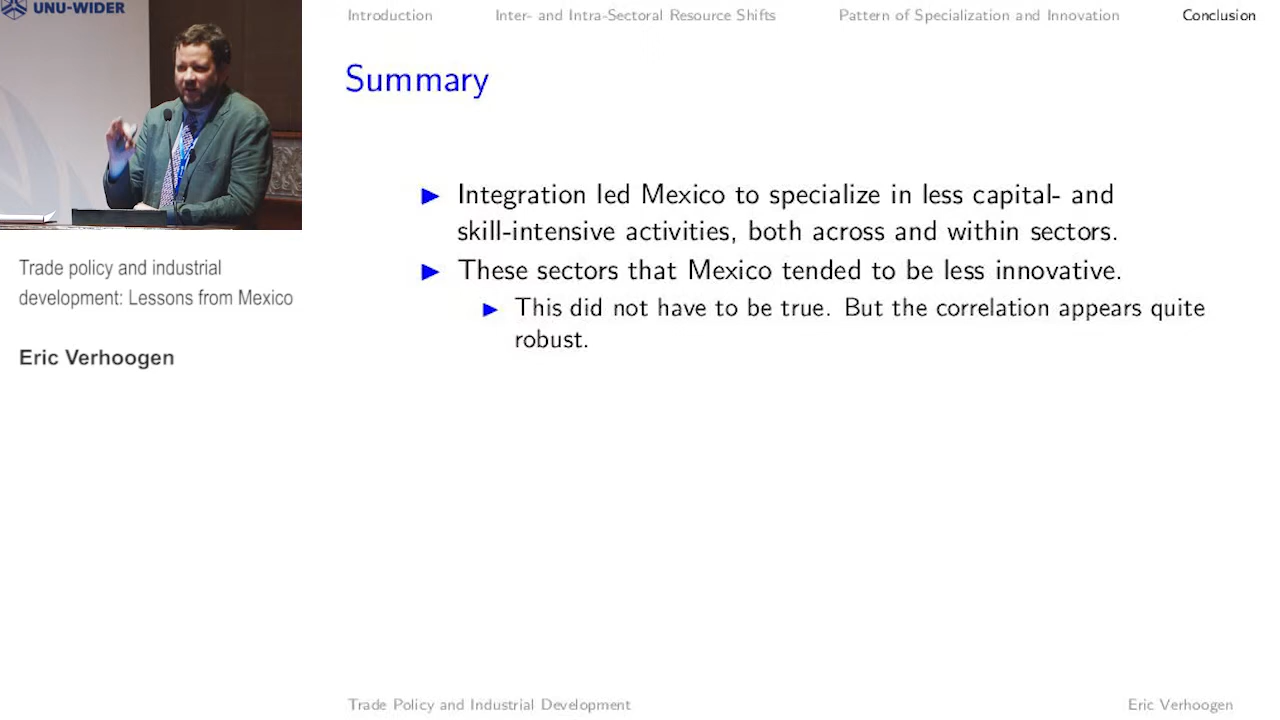 UNU-WIDER
Introduction
Inter- and Intra-Sectoral Resource Shifts
Pattern of Specialization and Innovation
Conclusion
Summary
Integration led Mexico to specialize in less capital- and
skill-intensive activities, both across and within sectors.
These sectors that Mexico tended to be less innovative.
This did not have to be true. But the correlation appears quite
robust.
Trade policy and industrial
development: Lessons from Mexico
Eric Verhoogen
Trade Policy and Industrial Development
Eric Verhoogen